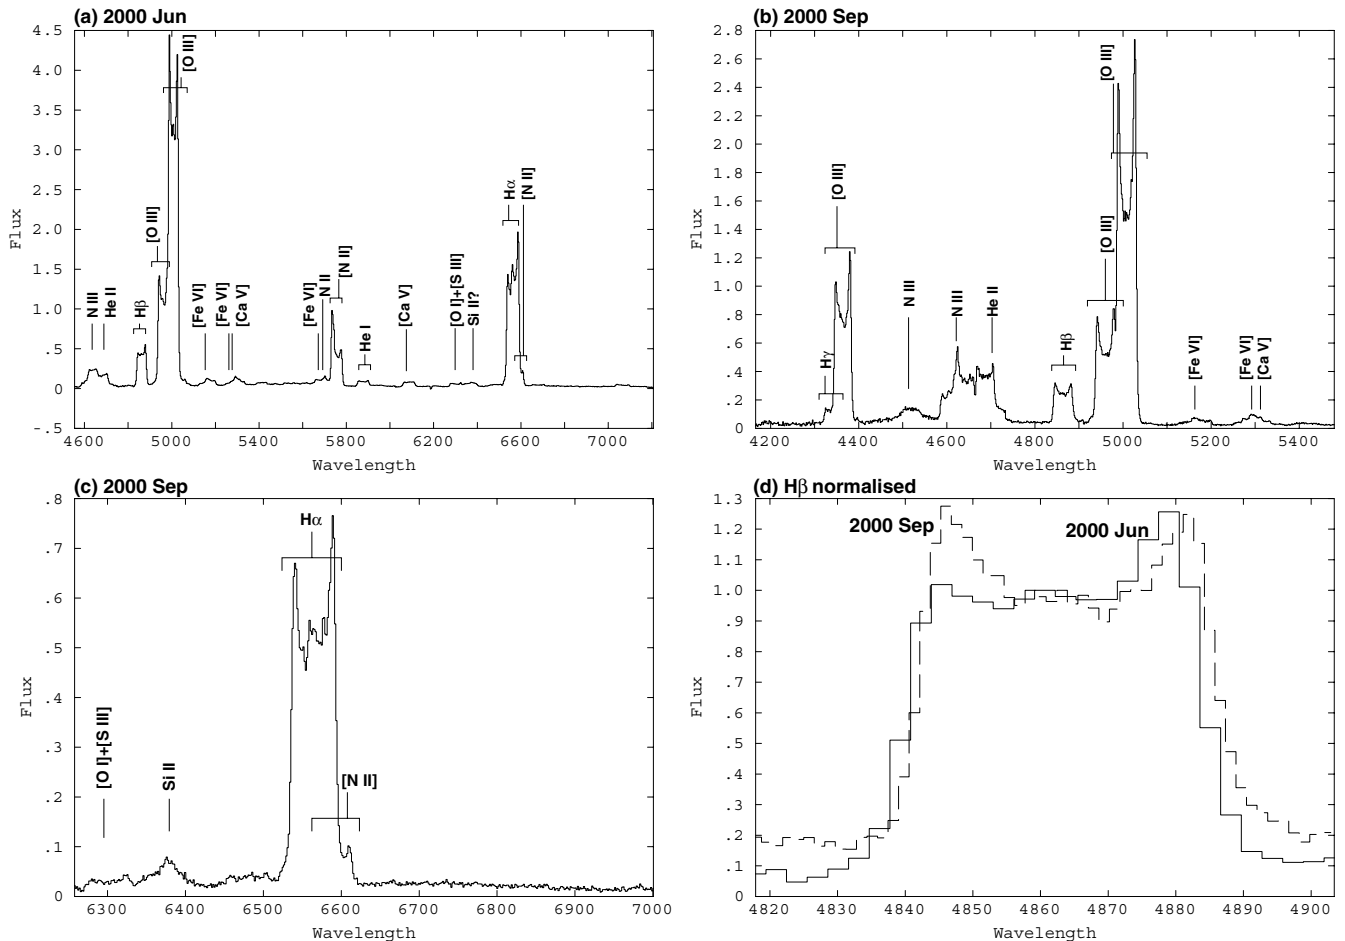 (a) 2000 Jun
4.5
4.0
3.5
3.0
2.5
2.0
1.5
1.0
.5
0
-.5
Flux
4600 5000 5400 5800 6200 6600 7000
Wavelength
N III
He II
Hβ
[O III]
[O III]
[Fe VI]
[Fe VI]
[Ca V]
[Fe VI]
N II
[N II]
He I
[Ca V]
[O I]+[S III]
Si II?
Hα
[N II]
(b) 2000 Sep
2.8
2.6
2.4
2.2
2.0
1.8
1.6
1.4
1.2
1.0
.8
.6
.4
.2
0
Flux
4200 4400 4600 4800 5000 5200 5400
Wavelength
Hγ
[O III]
N III
N III
He II
Hβ
[O III]
[O III]
[Fe VI]
[Fe VI]
[Ca V]
(c) 2000 Sep
.8
.7
.6
.5
.4
.3
.2
.1
0
Flux
6300 6400 6500 6600 6700 6800 6900 7000
Wavelength
[O I]+[S III]
Si II
Hα
[N II]
(d) Hβ normalised
1.3
1.2
1.1
1.0
.9
.8
.7
.6
.5
.4
.3
.2
.1
0
Flux
4820 4830 4840 4850 4860 4870 4880 4890 4900
Wavelength
2000 Sep
2000 Jun